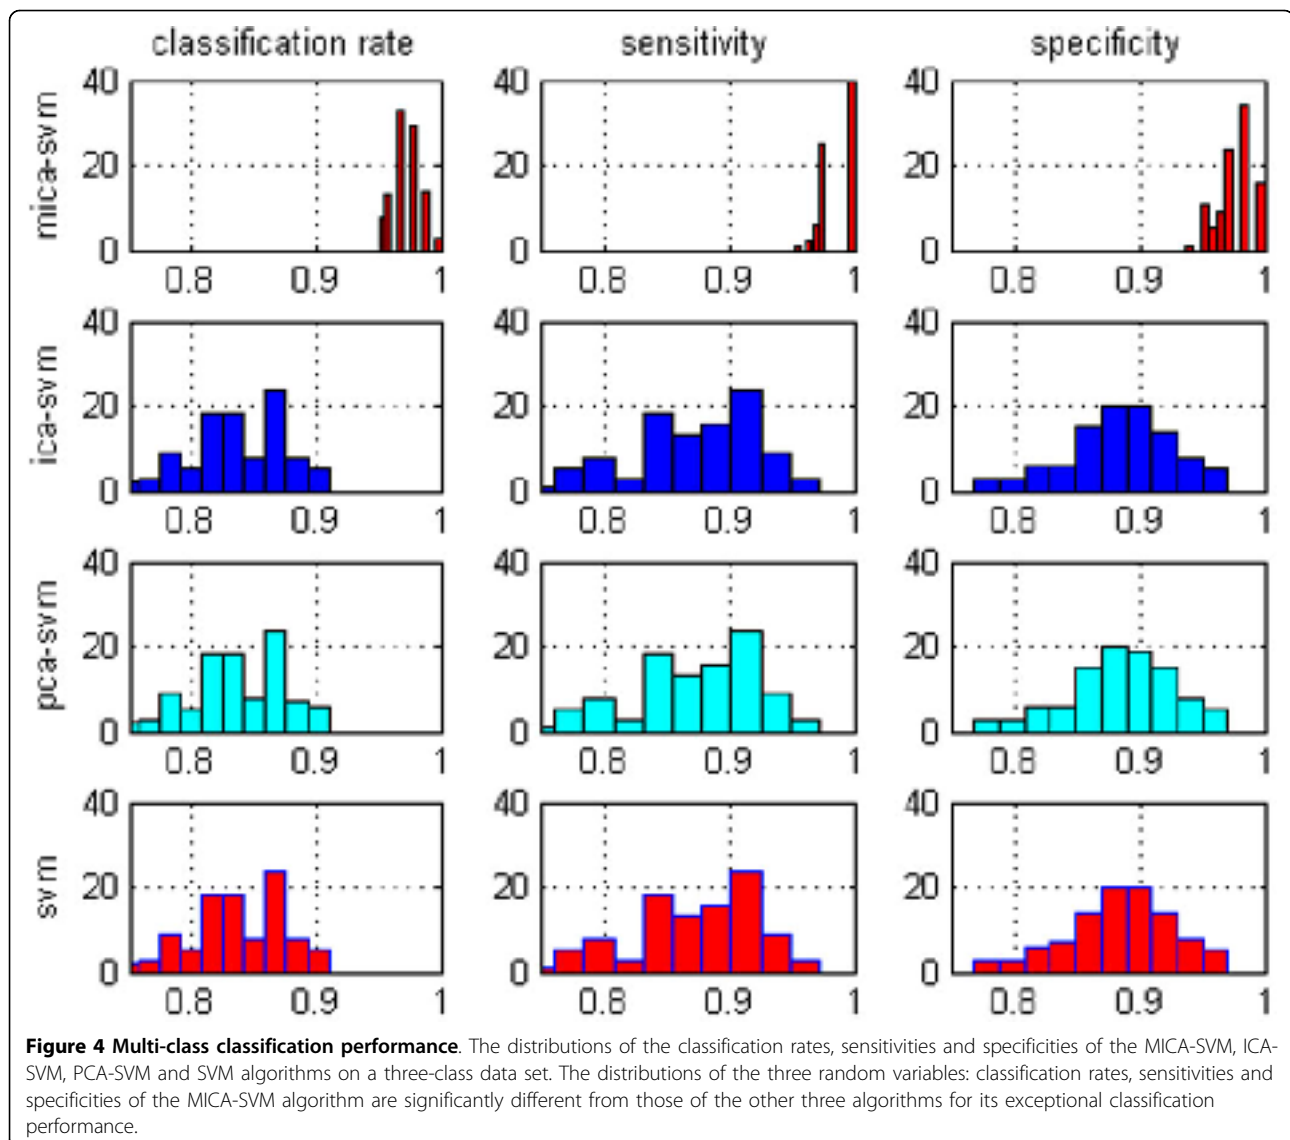 classification rate sensitivity specificity
mica-svm
40 40 40
20 20 20
0 0 0
0.8 0.9 1 0.8 0.9 1 0.8 0.9 1
ica-svm
40 40 40
20 20 20
0 0 0
0.8 0.9 1 0.8 0.9 1 0.8 0.9 1
pca-svm
40 40 40
20 20 20
0 0 0
0.8 0.9 1 0.8 0.9 1 0.8 0.9 1
svm
40 40 40
20 20 20
0 0 0
0.8 0.9 1 0.8 0.9 1 0.8 0.9 1
Figure 4 Multi-class classification performance. The distributions of the classification rates, sensitivities and specificities of the MICA-SVM, ICA-
SVM, PCA-SVM and SVM algorithms on a three-class data set. The distributions of the three random variables: classification rates, sensitivities and
specificities of the MICA-SVM algorithm are significantly different from those of the other three algorithms for its exceptional classification
performance.